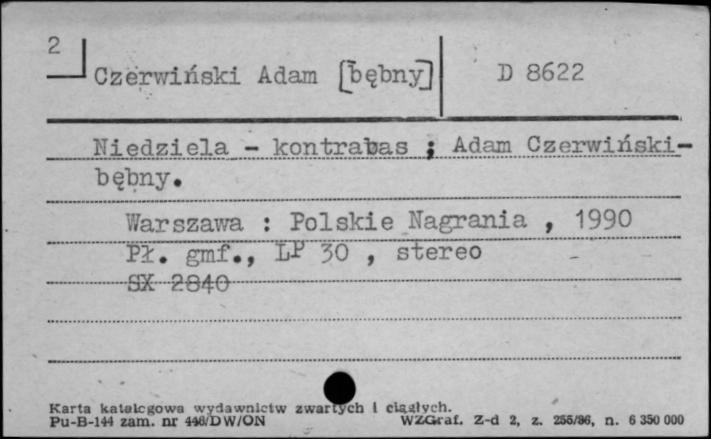 2
Czerwiński Adam [bębny] D 8622
Niedziela - kontrabas ; Adam Czerwiński-
bębny.
Warszawa : Polskie Nagrania , 1990
Pł. gmf., LP 30 , stereo
SX 2840
Karta katalogowa wydawnictw zwartych i ciągłych.
Pu-B-144 zam. nr 446/DW/ON WZGraf. Z-d 2, z. 255/86, n. 6 350 000